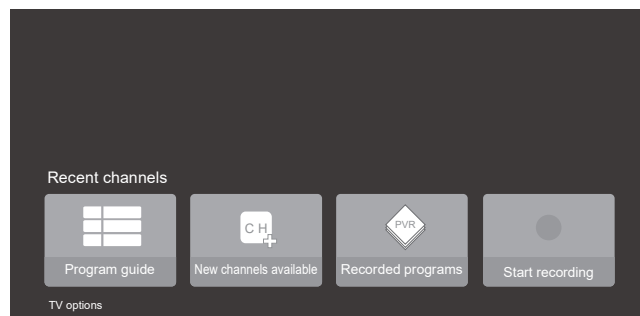 Recent channels
C H
PVR
Program guide
New channels available
Recorded programs
Start recording
TV options